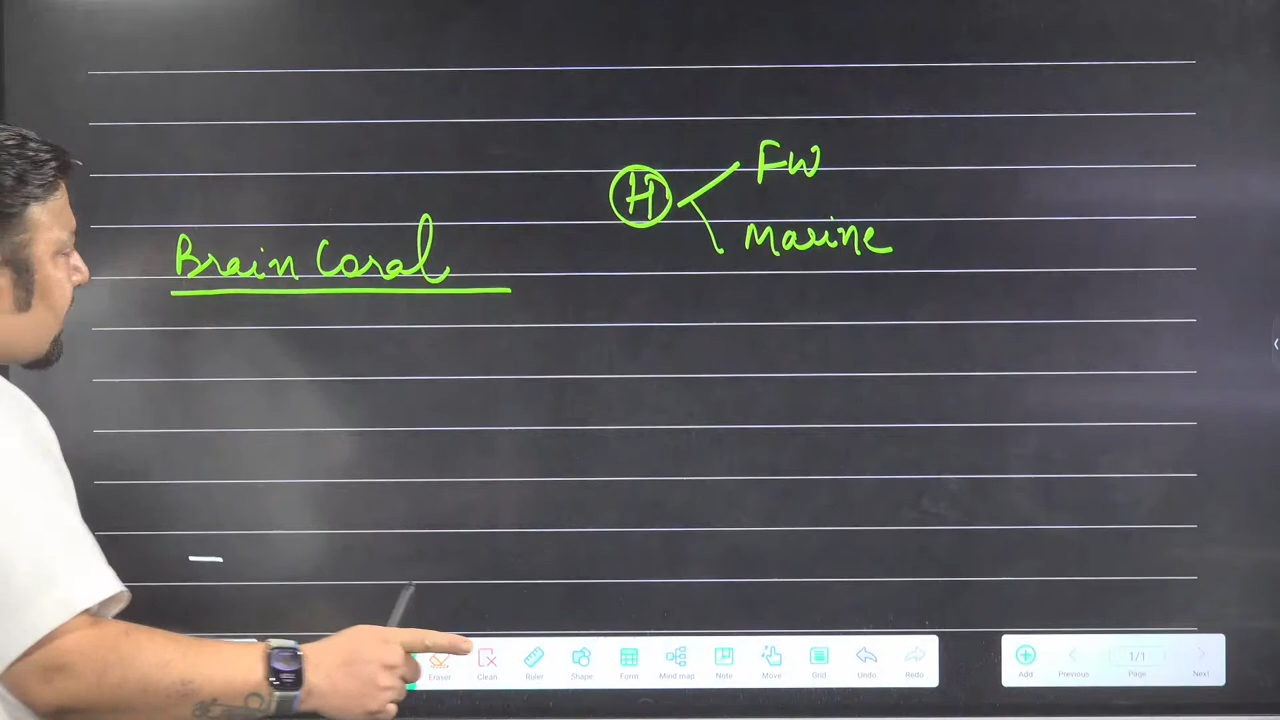 FW
H
Marine
Brain Coral
Eraser Clean Ruler Shape Form Mind map Note Move Grid Undo Redo
Add Previous 1/1 Page Next